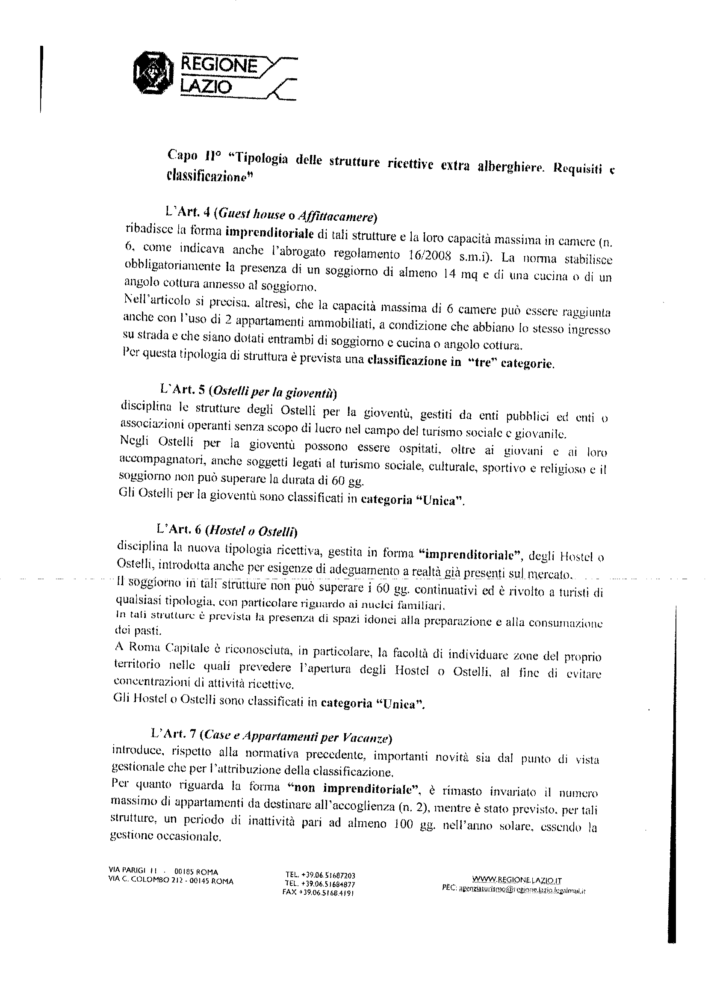 REGIONE
LAZIO
Capo II° “Tipologia delle strutture ricettive extra alberghiere. Requisiti e
classificazione”
L'Art. 4 (Guest house o Affittacamere)
ribadisce la forma imprenditoriale di tali strutture e la loro capacità massima in camere (n.
6, come indicava anche l'abrogato regolamento 16/2008 s.m.i). La norma stabilisce
obbligatoriamente la presenza di un soggiorno di almeno 14 mq e di una cucina o di un
angolo cottura annesso al soggiorno.
Nell'articolo si precisa, altresì, che la capacità massima di 6 camere può essere raggiunta
anche con l'uso di 2 appartamenti ammobiliati, a condizione che abbiano lo stesso ingresso
su strada e che siano dotati entrambi di soggiorno e cucina o angolo cottura.
Per questa tipologia di struttura è prevista una classificazione in “tre” categorie.
L'Art. 5 (Ostelli per la gioventù)
disciplina le strutture degli Ostelli per la gioventù, gestiti da enti pubblici ed enti o
associazioni operanti senza scopo di lucro nel campo del turismo sociale e giovanile.
Negli Ostelli per la gioventù possono essere ospitati, oltre ai giovani e ai loro
accompagnatori, anche soggetti legati al turismo sociale, culturale, sportivo e religioso e il
soggiorno non può superare la durata di 60 gg.
Gli Ostelli per la gioventù sono classificati in categoria “Unica”.
L'Art. 6 (Hostel o Ostelli)
disciplina la nuova tipologia ricettiva, gestita in forma “imprenditoriale”, degli Hostel o
Ostelli, introdotta anche per esigenze di adeguamento a realtà già presenti sul mercato.
Il soggiorno in tali strutture non può superare i 60 gg. continuativi ed è rivolto a turisti di
qualsiasi tipologia, con particolare riguardo ai nuclei familiari.
In tali strutture è prevista la presenza di spazi idonei alla preparazione e alla consumazione
dei pasti.
A Roma Capitale è riconosciuta, in particolare, la facoltà di individuare zone del proprio
territorio nelle quali prevedere l'apertura degli Hostel o Ostelli, al fine di evitare
concentrazioni di attività ricettive.
Gli Hostel o Ostelli sono classificati in categoria “Unica”.
L'Art. 7 (Case e Appartamenti per Vacanze)
introduce, rispetto alla normativa precedente, importanti novità sia dal punto di vista
gestionale che per l'attribuzione della classificazione.
Per quanto riguarda la forma “non imprenditoriale”, è rimasto invariato il numero
massimo di appartamenti da destinare all'accoglienza (n. 2), mentre è stato previsto, per tali
strutture, un periodo di inattività pari ad almeno 100 gg. nell'anno solare, essendo la
gestione occasionale.
VIA PARIGI 11 - 00185 ROMA
VIA C. COLOMBO 212 - 00145 ROMA
TEL. +39.06.51687203
TEL. +39.06.51684877
FAX +39.06.5168.4191
WWW.REGIONE.LAZIO.IT
PEC: agenziaturismo@regione.lazio.legalmail.it